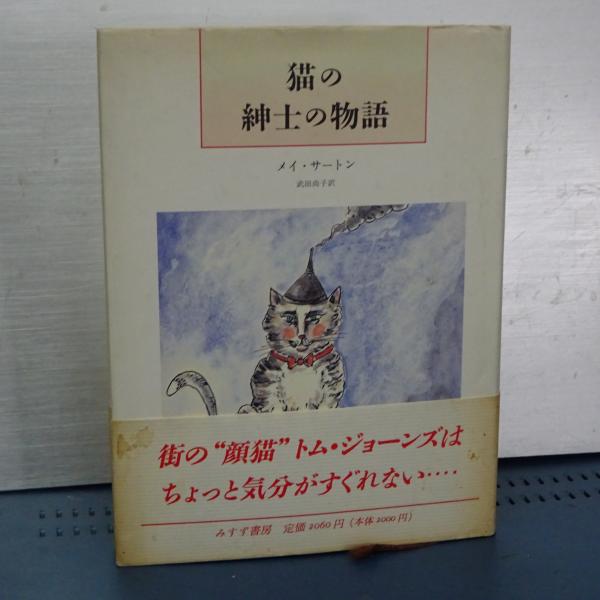 猫の
紳士の物語
メイ・サートン
武田尚子訳
街の“顔猫”トム・ジョーンズは
ちょっと気分がすぐれない‥‥
みすず書房 定価2060円(本体2000円)